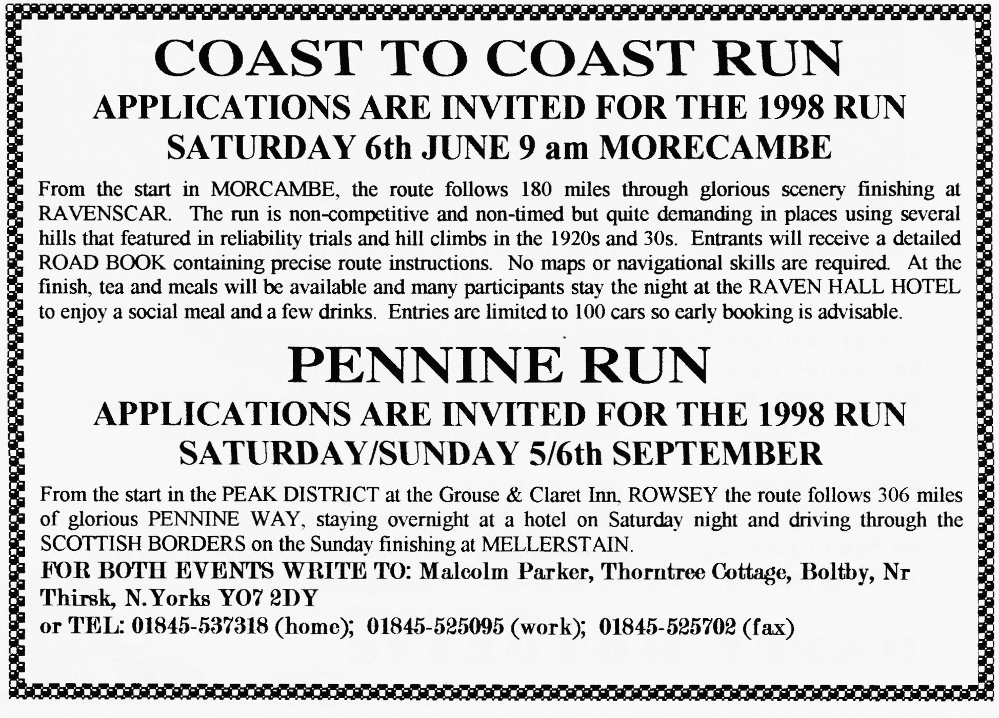 COAST TO COAST RUN
APPLICATIONS ARE INVITED FOR THE 1998 RUN
SATURDAY 6th JUNE 9 am MORECAMBE
From the start in MORCAMBE, the route follows 180 miles through glorious scenery finishing at
RAVENSCAR. The run is non-competitive and non-timed but quite demanding in places using several
hills that featured in reliability trials and hill climbs in the 1920s and 30s. Entrants will receive a detailed
ROAD BOOK containing precise route instructions. No maps or navigational skills are required. At the
finish, tea and meals will be available and many participants stay the night at the RAVEN HALL HOTEL
to enjoy a social meal and a few drinks. Entries are limited to 100 cars so early booking is advisable.
PENNINE RUN
APPLICATIONS ARE INVITED FOR THE 1998 RUN
SATURDAY/SUNDAY 5/6th SEPTEMBER
From the start in the PEAK DISTRICT at the Grouse & Claret Inn, ROWSEY the route follows 306 miles
of glorious PENNINE WAY, staying overnight at a hotel on Saturday night and driving through the
SCOTTISH BORDERS on the Sunday finishing at MELLERSTAIN.
FOR BOTH EVENTS WRITE TO: Malcolm Parker, Thorntree Cottage, Boltby, Nr
Thirsk, N.Yorks YO7 2DY
or TEL: 01845-537318 (home); 01845-525095 (work); 01845-525702 (fax)